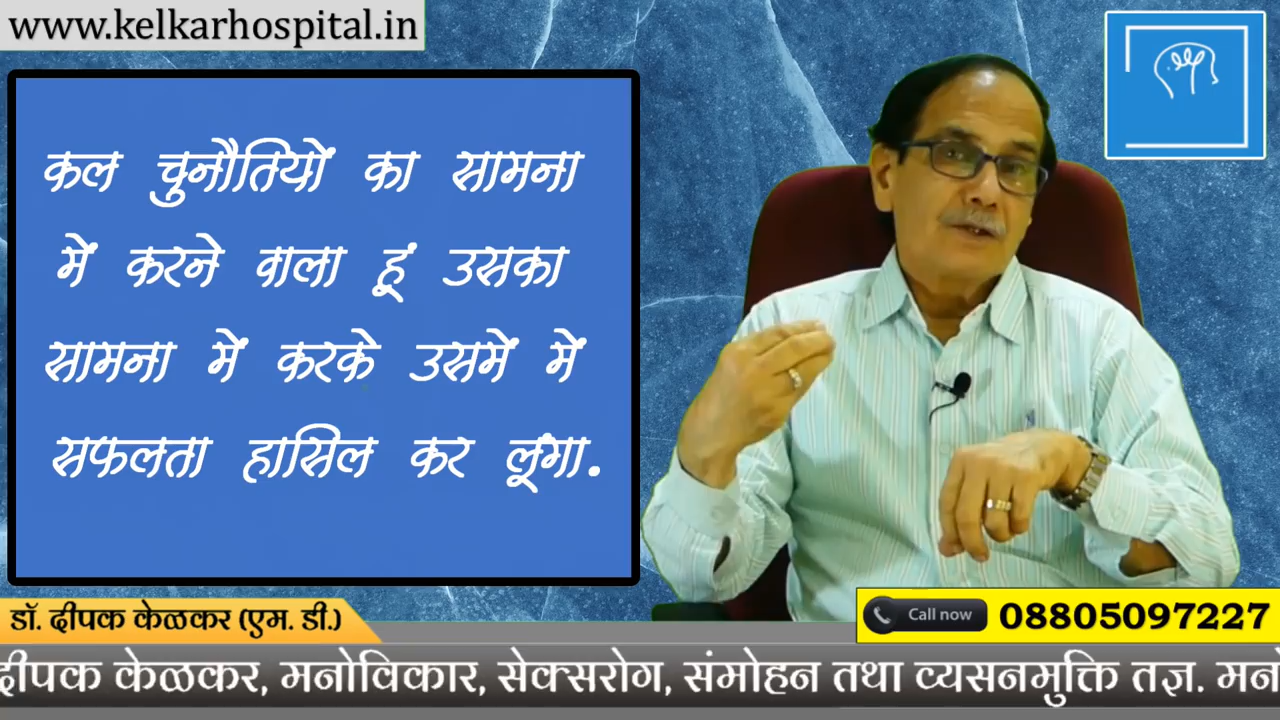 www.kelkarhospital.in
कल चुनौतियों का सामना
में करने वाला हूं उसका
सामना में करके उसमें में
सफलता हासिल कर लूंगा.
डॉ. दीपक केळकर (एम. डी.)
Call now 08805097227
दीपक केळकर, मनोविकार, सेक्सरोग, संमोहन तथा व्यसनमुक्ति तज्ञ. मनो